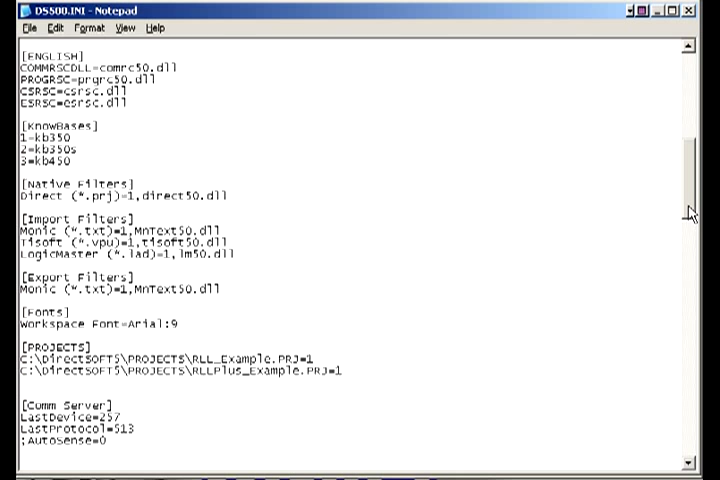 DS500.INI - Notepad
File Edit Format View Help
[ENGLISH]
COMMRSCDLL=comrc50.dll
PROGRSC=prgrc50.dll
CSRSC=csrsc.dll
ESRSC=esrsc.dll
[KnowBases]
1=kb350
2=kb350s
3=kb450
[Native Filters]
Direct (*.prj)=1,direct50.dll
[Import Filters]
Monic (*.txt)=1,MnText50.dll
Tisoft (*.vpu)=1,tisoft50.dll
LogicMaster (*.lad)=1,lm50.dll
[Export Filters]
Monic (*.txt)=1,MnText50.dll
[Fonts]
Workspace Font=Arial:9
[PROJECTS]
C:\DirectSOFT5\PROJECTS\RLL_Example.PRJ=1
C:\DirectSOFT5\PROJECTS\RLLPlus_Example.PRJ=1
[Comm Server]
LastDevice=257
LastProtocol=513
;AutoSense=0